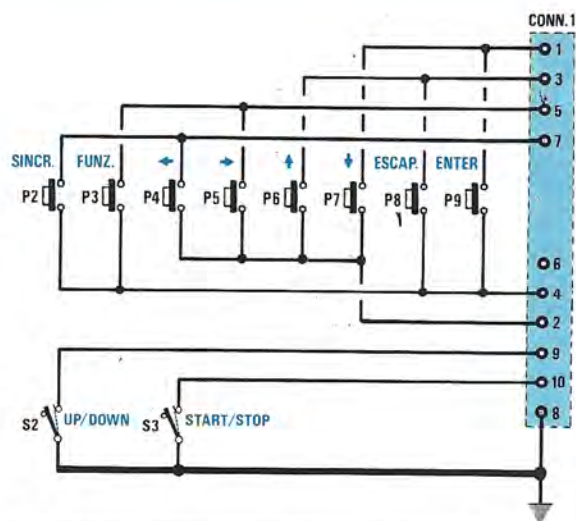 CONN.1
1
3
5
7
SINCR. FUNZ. ← → ↑ ↓ ESCAP. ENTER
P2 P3 P4 P5 P6 P7 P8 P9
6
4
2
9
10
S2 UP/DOWN S3 START/STOP 8